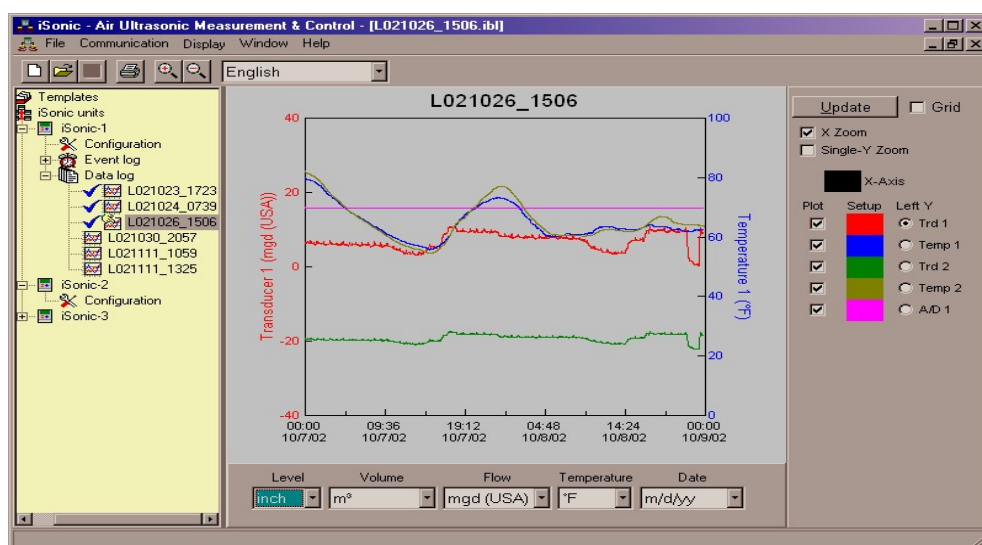 iSonic - Air Ultrasonic Measurement & Control - [L021026_1506.ibl]
File Communication Display Window Help
English
Templates
iSonic units
iSonic-1
Configuration
Event log
Data log
L021023_1723
L021024_0739
L021026_1506
L021030_2057
L021111_1059
L021111_1325
iSonic-2
Configuration
iSonic-3
L021026_1506
Transducer 1 (mgd (USA))
40
20
0
-20
-40
Temperature 1 (°F)
100
80
60
40
20
0
00:00 09:36 19:12 04:48 14:24 00:00
10/7/02 10/7/02 10/7/02 10/8/02 10/8/02 10/9/02
Level Volume Flow Temperature Date
inch m³ mgd (USA) °F m/d/yy
Update Grid
X Zoom
Single-Y Zoom
X-Axis
Plot Setup Left Y
Trd 1
Temp 1
Trd 2
Temp 2
A/D 1